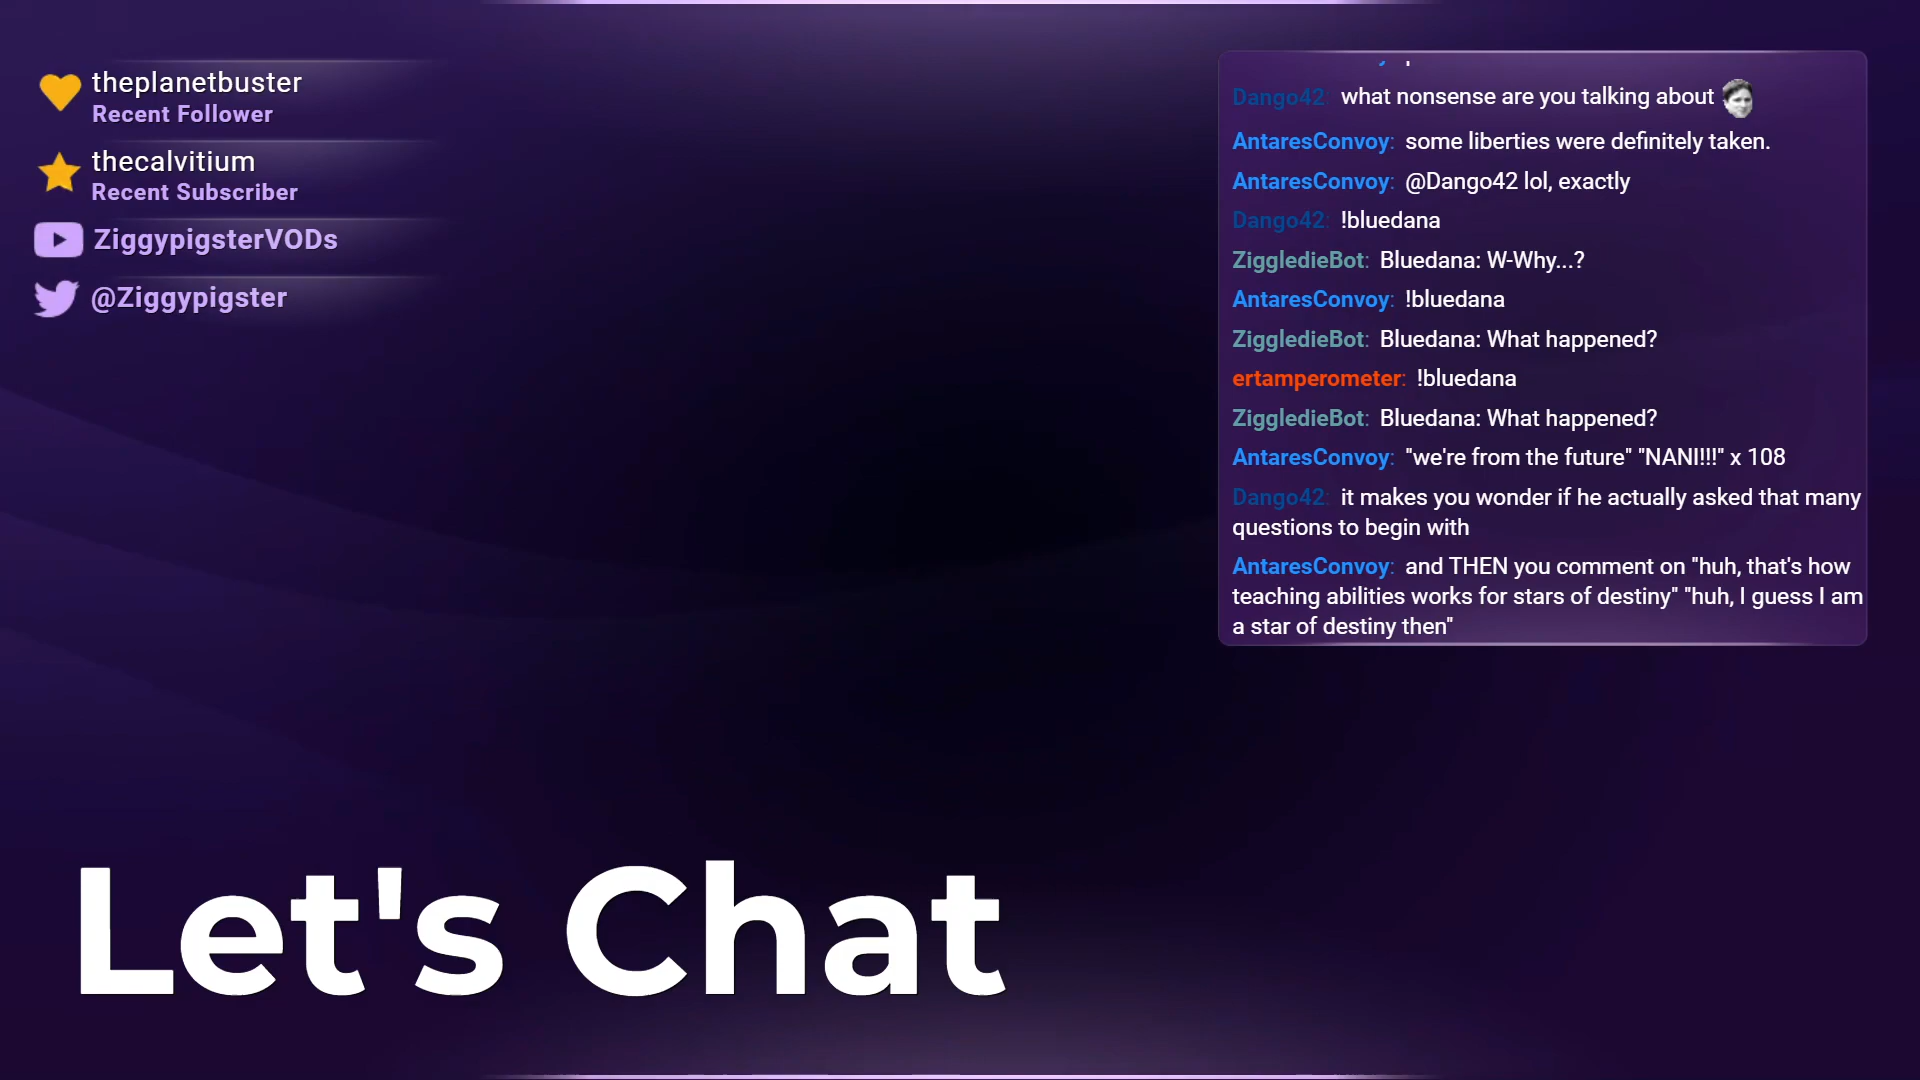 theplanetbuster
Recent Follower
thecalvitium
Recent Subscriber
ZiggypigsterVODs
@Ziggypigster
Dango42: what nonsense are you talking about
AntaresConvoy: some liberties were definitely taken.
AntaresConvoy: @Dango42 lol, exactly
Dango42: !bluedana
ZiggledieBot: Bluedana: W-Why...?
AntaresConvoy: !bluedana
ZiggledieBot: Bluedana: What happened?
ertamperometer: !bluedana
ZiggledieBot: Bluedana: What happened?
AntaresConvoy: "we're from the future" "NANI!!!" x 108
Dango42: it makes you wonder if he actually asked that many
questions to begin with
AntaresConvoy: and THEN you comment on "huh, that's how
teaching abilities works for stars of destiny" "huh, I guess I am
a star of destiny then"
Let's Chat